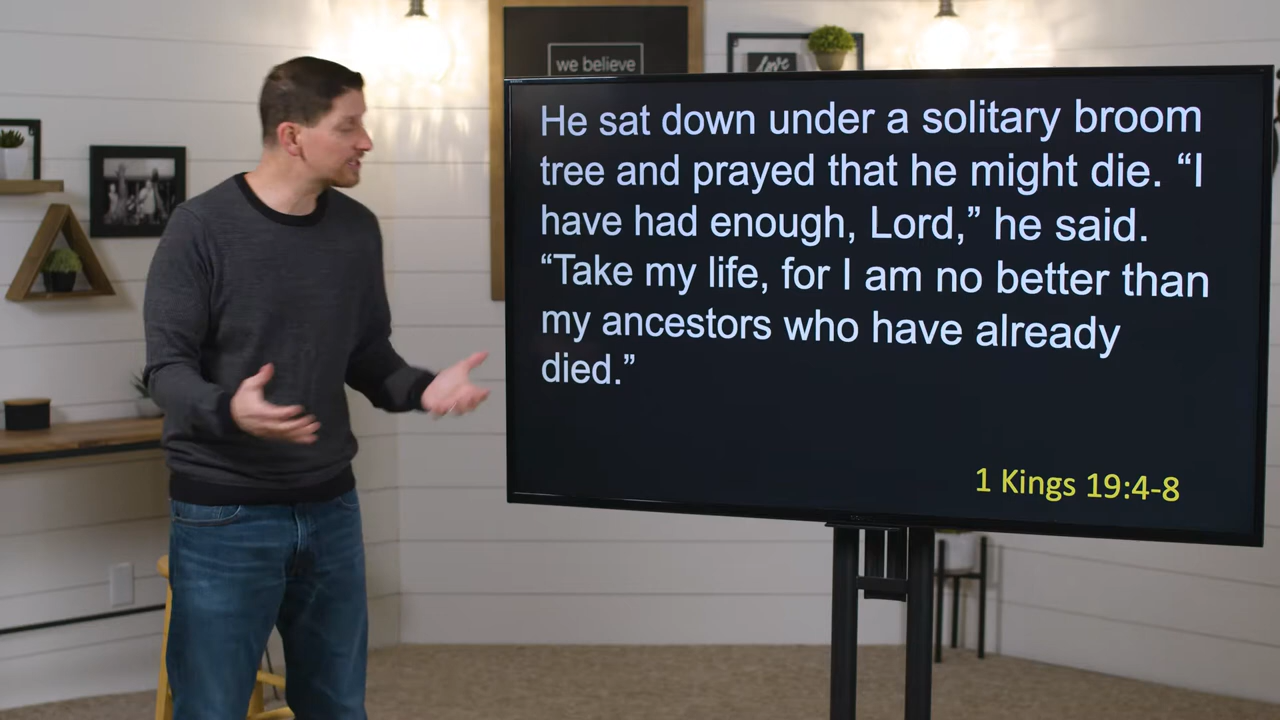 we believe
love
He sat down under a solitary broom
tree and prayed that he might die. “I
have had enough, Lord,” he said.
“Take my life, for I am no better than
my ancestors who have already
died.”
1 Kings 19:4-8